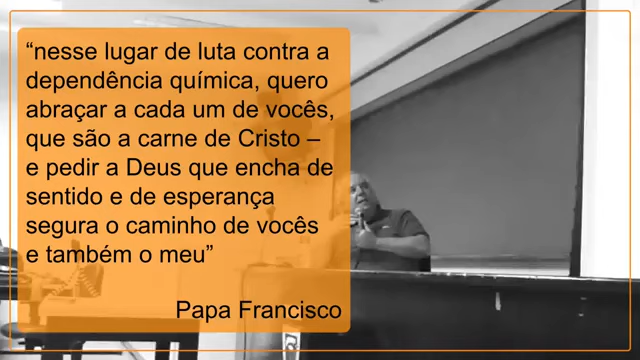 “nesse lugar de luta contra a
dependência química, quero
abraçar a cada um de vocês,
que são a carne de Cristo –
e pedir a Deus que encha de
sentido e de esperança
segura o caminho de vocês
e também o meu”
Papa Francisco